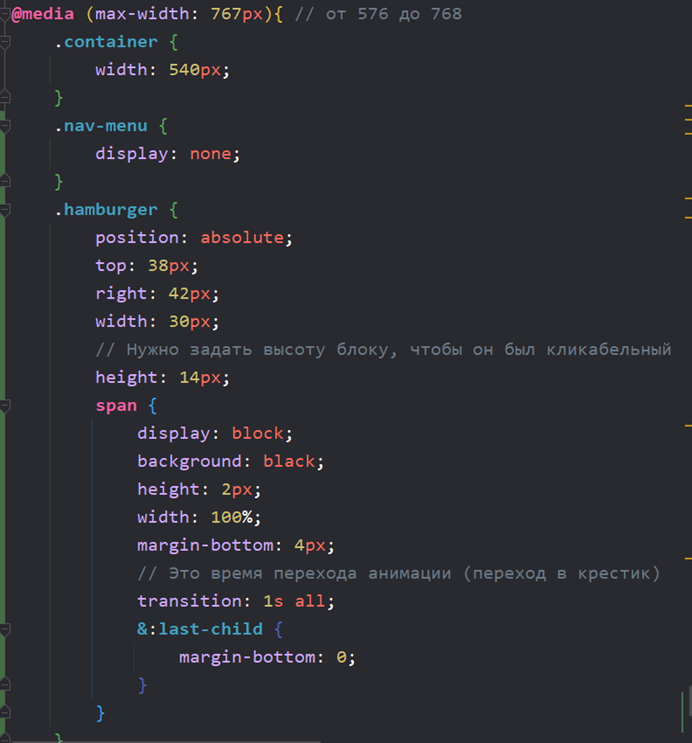 @media (max-width: 767px){ // от 576 до 768
    .container {
        width: 540px;
    }
    .nav-menu {
        display: none;
    }
    .hamburger {
        position: absolute;
        top: 38px;
        right: 42px;
        width: 30px;
        // Нужно задать высоту блоку, чтобы он был кликабельный
        height: 14px;
        span {
            display: block;
            background: black;
            height: 2px;
            width: 100%;
            margin-bottom: 4px;
            // Это время перехода анимации (переход в крестик)
            transition: 1s all;
            &:last-child {
                margin-bottom: 0;
            }
        }
    }